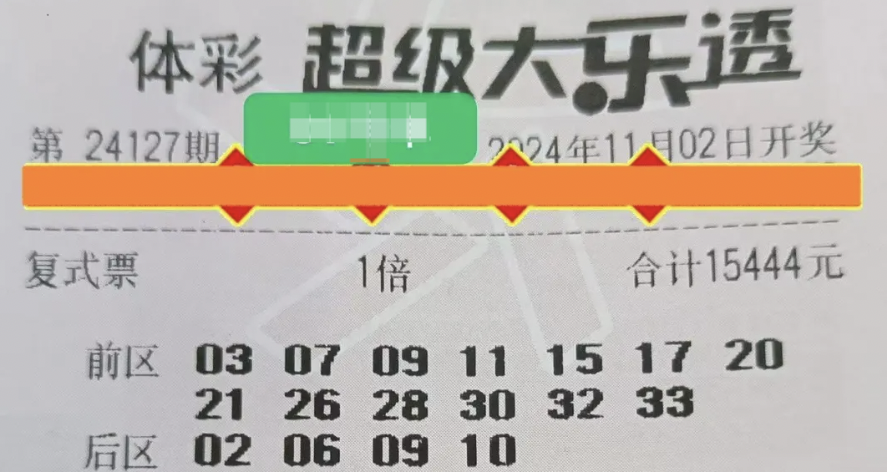 体彩 超级大乐透
第 24127期 2024年11月02日开奖
复式票 1倍 合计15444元
前区 03 07 09 11 15 17 20
21 26 28 30 32 33
后区 02 06 09 10